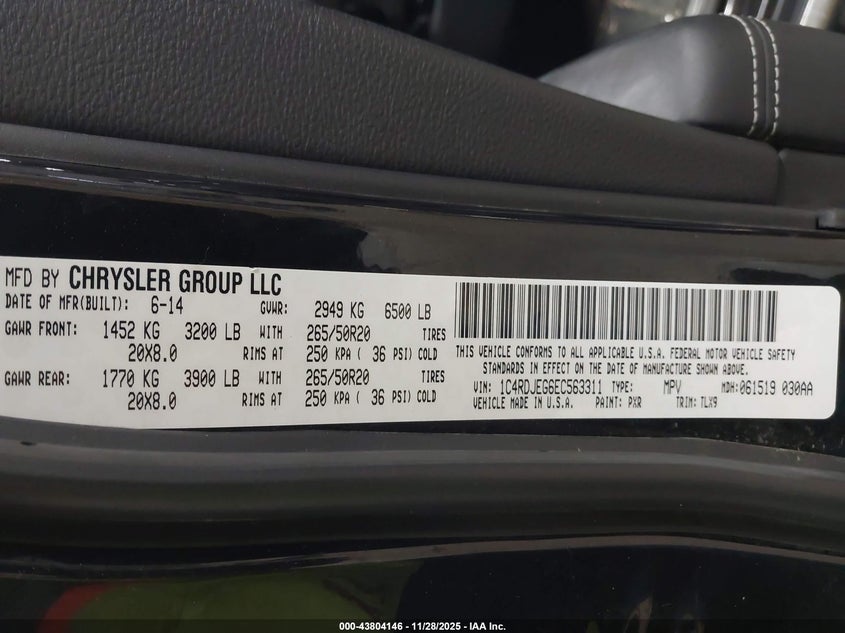 MFD BY CHRYSLER GROUP LLC
DATE OF MFR(BUILT): 6-14 GVWR: 2949 KG 6500 LB
GAWR FRONT: 1452 KG 3200 LB WITH 265/50R20 TIRES
20X8.0 RIMS AT 250 KPA ( 36 PSI) COLD
GAWR REAR: 1770 KG 3900 LB WITH 265/50R20 TIRES
20X8.0 RIMS AT 250 KPA ( 36 PSI) COLD
THIS VEHICLE CONFORMS TO ALL APPLICABLE U.S.A. FEDERAL MOTOR VEHICLE SAFETY
STANDARDS IN EFFECT ON THE DATE OF MANUFACTURE SHOWN ABOVE.
VIN: 1C4RDJEG6EC563311 TYPE: MPV MDH: 061519 030AA
VEHICLE MADE IN U.S.A. PAINT: PXR TRIM: TLX9
000-43804146 - 11/28/2025 - IAA Inc.